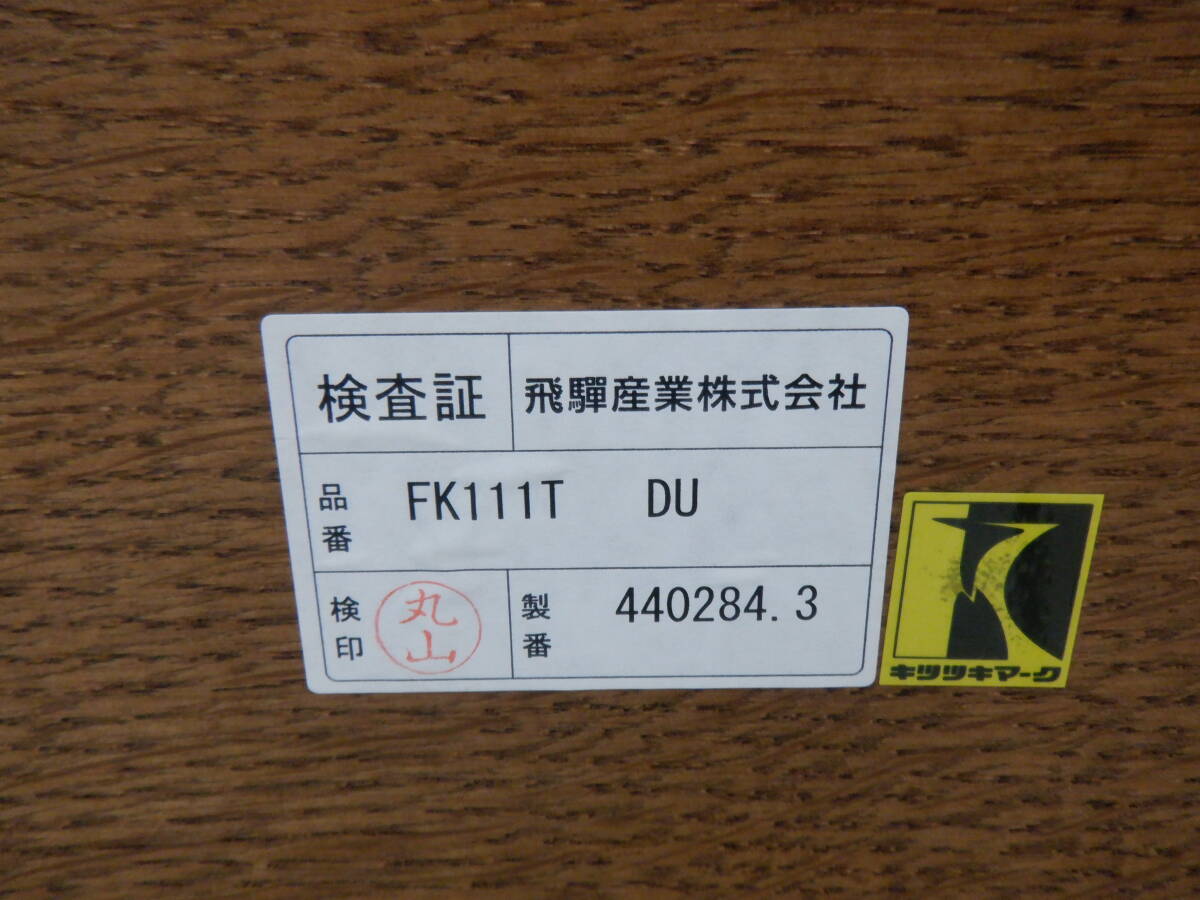 検査証 飛驒産業株式会社
品番 FK111T DU
検印 丸山 製番 440284.3
キツツキマーク